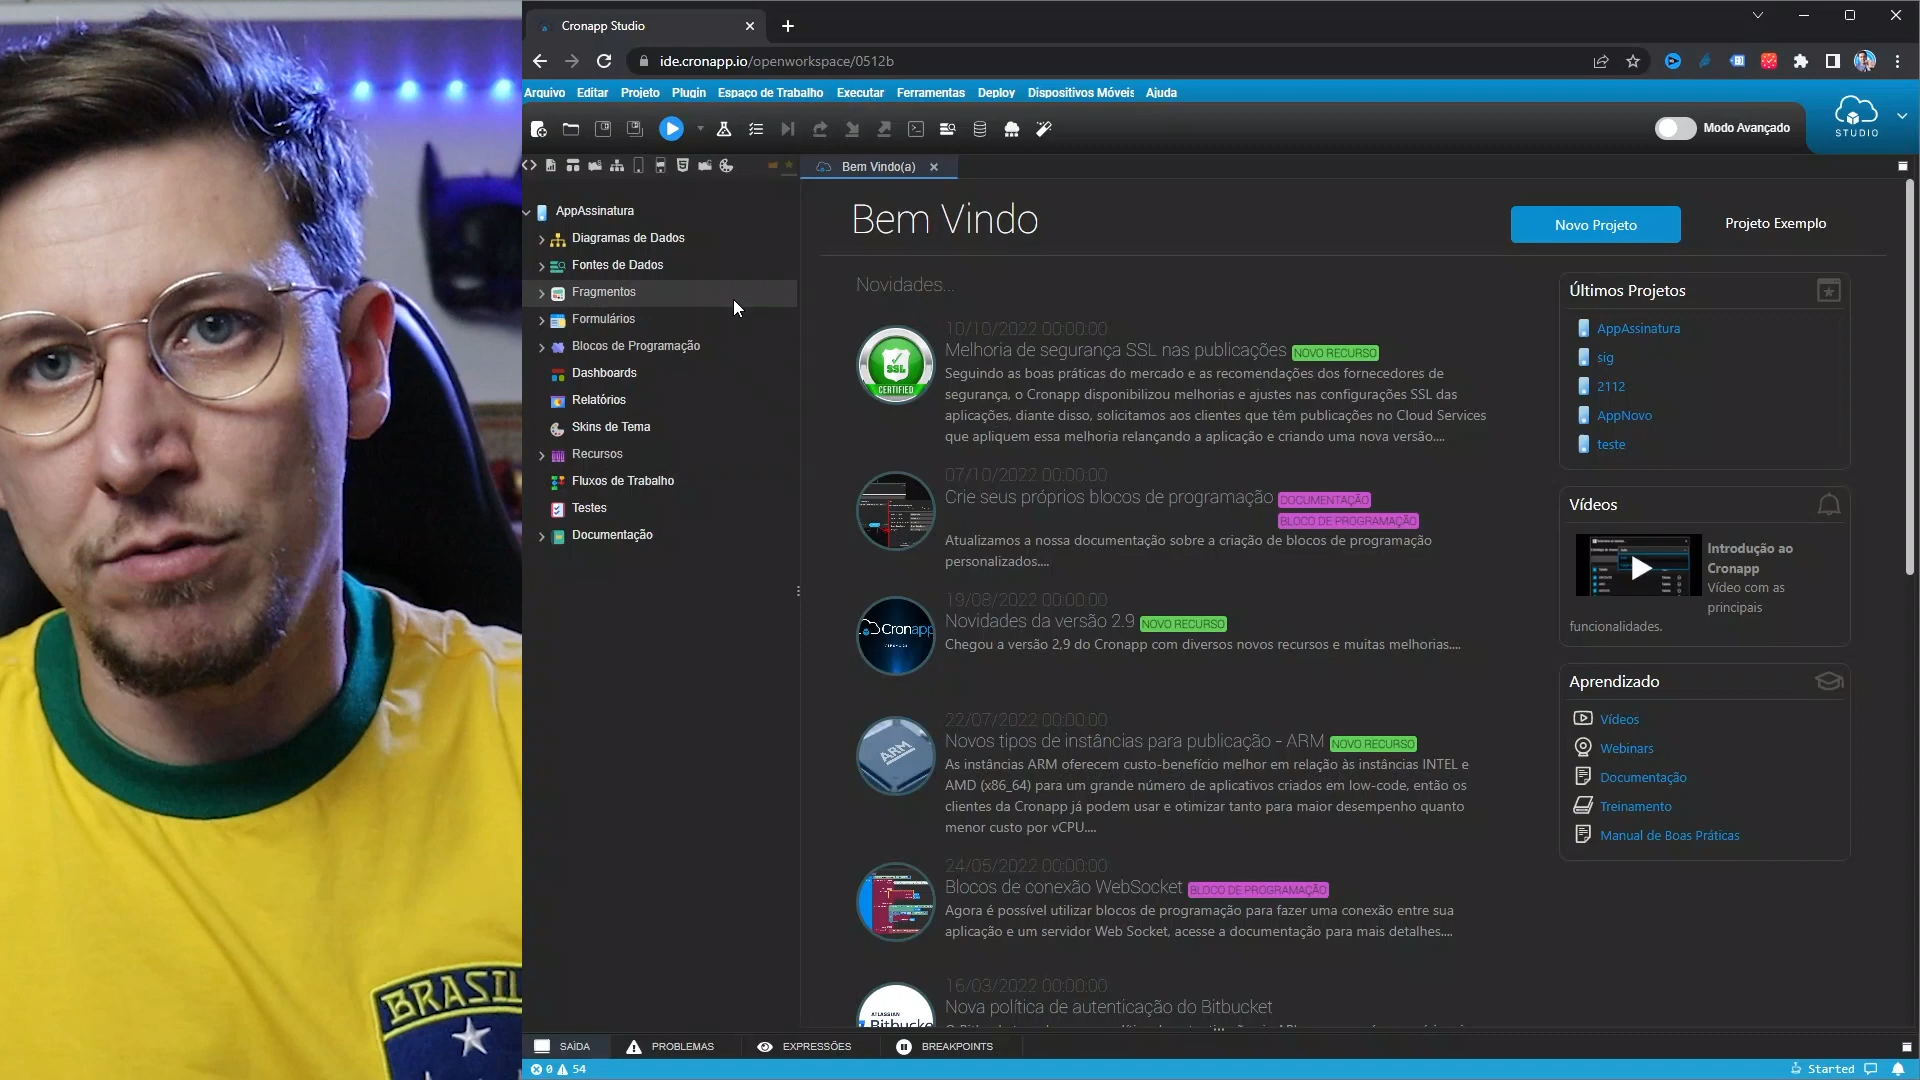 Cronapp Studio
ide.cronapp.io/openworkspace/0512b
Arquivo Editar Projeto Plugin Espaço de Trabalho Executar Ferramentas Deploy Dispositivos Móveis Ajuda
Modo Avançado
STUDIO
Bem Vindo(a)
AppAssinatura
Diagramas de Dados
Fontes de Dados
Fragmentos
Formulários
Blocos de Programação
Dashboards
Relatórios
Skins de Tema
Recursos
Fluxos de Trabalho
Testes
Documentação
Bem Vindo
Novo Projeto
Projeto Exemplo
Novidades...
10/10/2022 00:00:00
Melhoria de segurança SSL nas publicações NOVO RECURSO
SSL
CERTIFIED
Seguindo as boas práticas do mercado e as recomendações dos fornecedores de
segurança, o Cronapp disponibilizou melhorias e ajustes nas configurações SSL das
aplicações, diante disso, solicitamos aos clientes que têm publicações no Cloud Services
que apliquem essa melhoria relançando a aplicação e criando uma nova versão....
07/10/2022 00:00:00
Crie seus próprios blocos de programação DOCUMENTAÇÃO
BLOCO DE PROGRAMAÇÃO
Atualizamos a nossa documentação sobre a criação de blocos de programação
personalizados....
19/08/2022 00:00:00
Novidades da versão 2.9 NOVO RECURSO
Cronapp
Chegou a versão 2,9 do Cronapp com diversos novos recursos e muitas melhorias....
22/07/2022 00:00:00
Novos tipos de instâncias para publicação - ARM NOVO RECURSO
ARM
As instâncias ARM oferecem custo-benefício melhor em relação às instâncias INTEL e
AMD (x86_64) para um grande número de aplicativos criados em low-code, então os
clientes da Cronapp já podem usar e otimizar tanto para maior desempenho quanto
menor custo por vCPU....
24/05/2022 00:00:00
Blocos de conexão WebSocket BLOCO DE PROGRAMAÇÃO
Agora é possível utilizar blocos de programação para fazer uma conexão entre sua
aplicação e um servidor Web Socket, acesse a documentação para mais detalhes....
16/03/2022 00:00:00
Nova política de autenticação do Bitbucket
ATLASSIAN
Bitbucke
Últimos Projetos
AppAssinatura
sig
2112
AppNovo
teste
Vídeos
Introdução ao
Cronapp
Vídeo com as
principais
funcionalidades.
Aprendizado
Vídeos
Webinars
Documentação
Treinamento
Manual de Boas Práticas
SAÍDA PROBLEMAS EXPRESSÕES BREAKPOINTS
0 54
Started
BRASIL